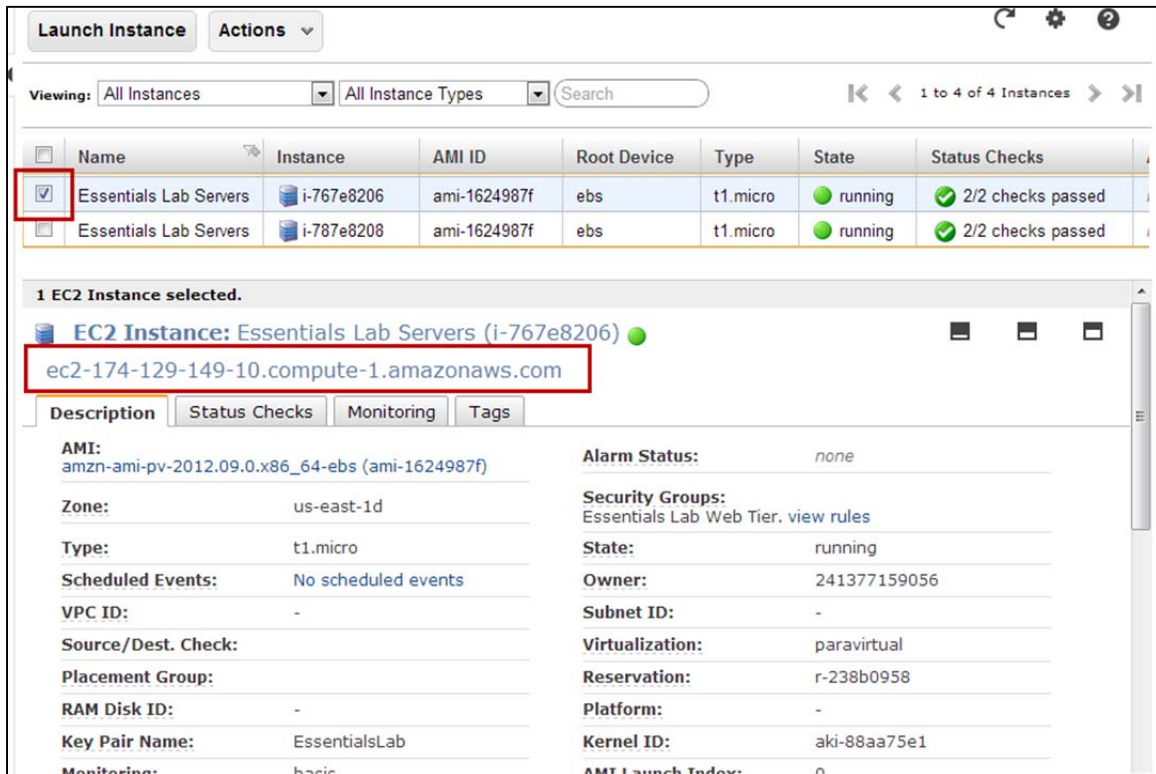 Launch Instance Actions
Viewing: All Instances All Instance Types Search 1 to 4 of 4 Instances
Name Instance AMI ID Root Device Type State Status Checks
Essentials Lab Servers i-767e8206 ami-1624987f ebs t1.micro running 2/2 checks passed
Essentials Lab Servers i-787e8208 ami-1624987f ebs t1.micro running 2/2 checks passed
1 EC2 Instance selected.
EC2 Instance: Essentials Lab Servers (i-767e8206)
ec2-174-129-149-10.compute-1.amazonaws.com
Description Status Checks Monitoring Tags
AMI:
amzn-ami-pv-2012.09.0.x86_64-ebs (ami-1624987f)
Alarm Status: none
Zone: us-east-1d
Security Groups:
Essentials Lab Web Tier. view rules
Type: t1.micro State: running
Scheduled Events: No scheduled events Owner: 241377159056
VPC ID: - Subnet ID: -
Source/Dest. Check: Virtualization: paravirtual
Placement Group: Reservation: r-238b0958
RAM Disk ID: - Platform: -
Key Pair Name: EssentialsLab Kernel ID: aki-88aa75e1
Monitoring: basic AMI Launch Index: 0